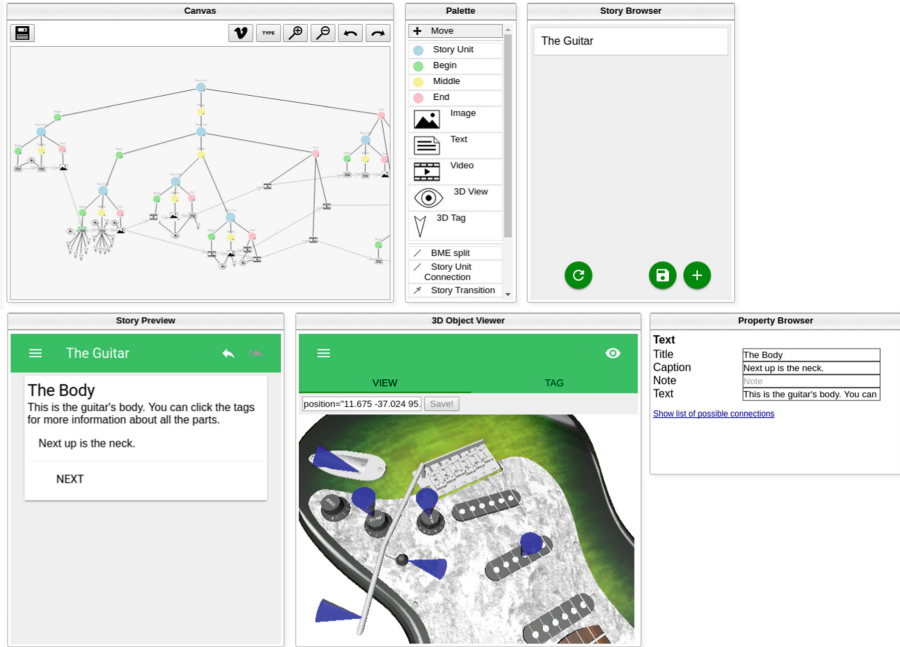 Canvas
TYPE
Palette
Move
Story Unit
Begin
Middle
End
Image
Text
Video
3D View
3D Tag
BME split
Story Unit
Connection
Story Transition
Story Browser
The Guitar
Story Preview
The Guitar
The Body
This is the guitar's body. You can click the tags
for more information about all the parts.
Next up is the neck.
NEXT
3D Object Viewer
VIEW
TAG
position="11.675 -37.024 95.
Save!
Property Browser
Text
Title The Body
Caption Next up is the neck.
Note Note
Text This is the guitar's body. You can
Show list of possible connections